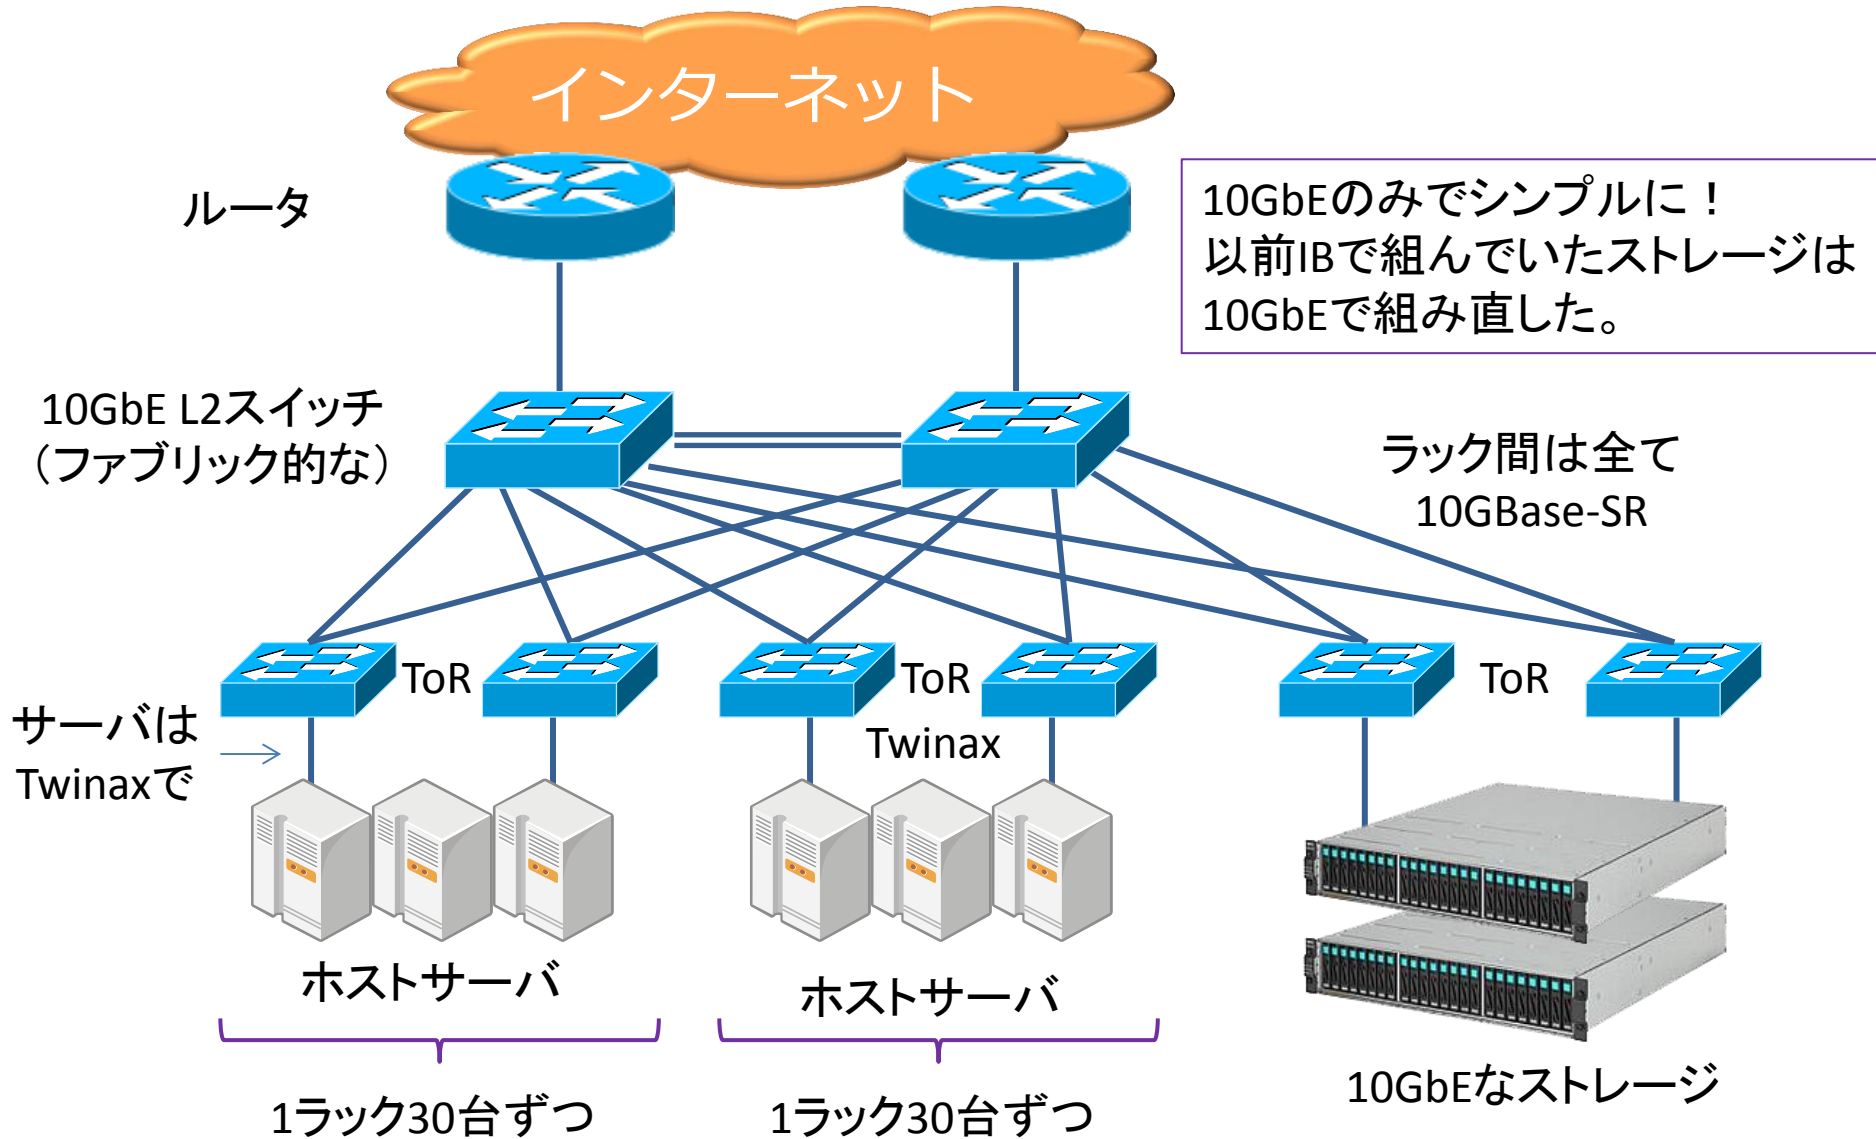 インターネット
ルータ
10GbEのみでシンプルに！
以前IBで組んでいたストレージは
10GbEで組み直した。
10GbE L2スイッチ
（ファブリック的な）
ラック間は全て
10GBase-SR
ToR
ToR
ToR
サーバは
Twinaxで
Twinax
ホストサーバ
ホストサーバ
1ラック30台ずつ
1ラック30台ずつ
10GbEなストレージ